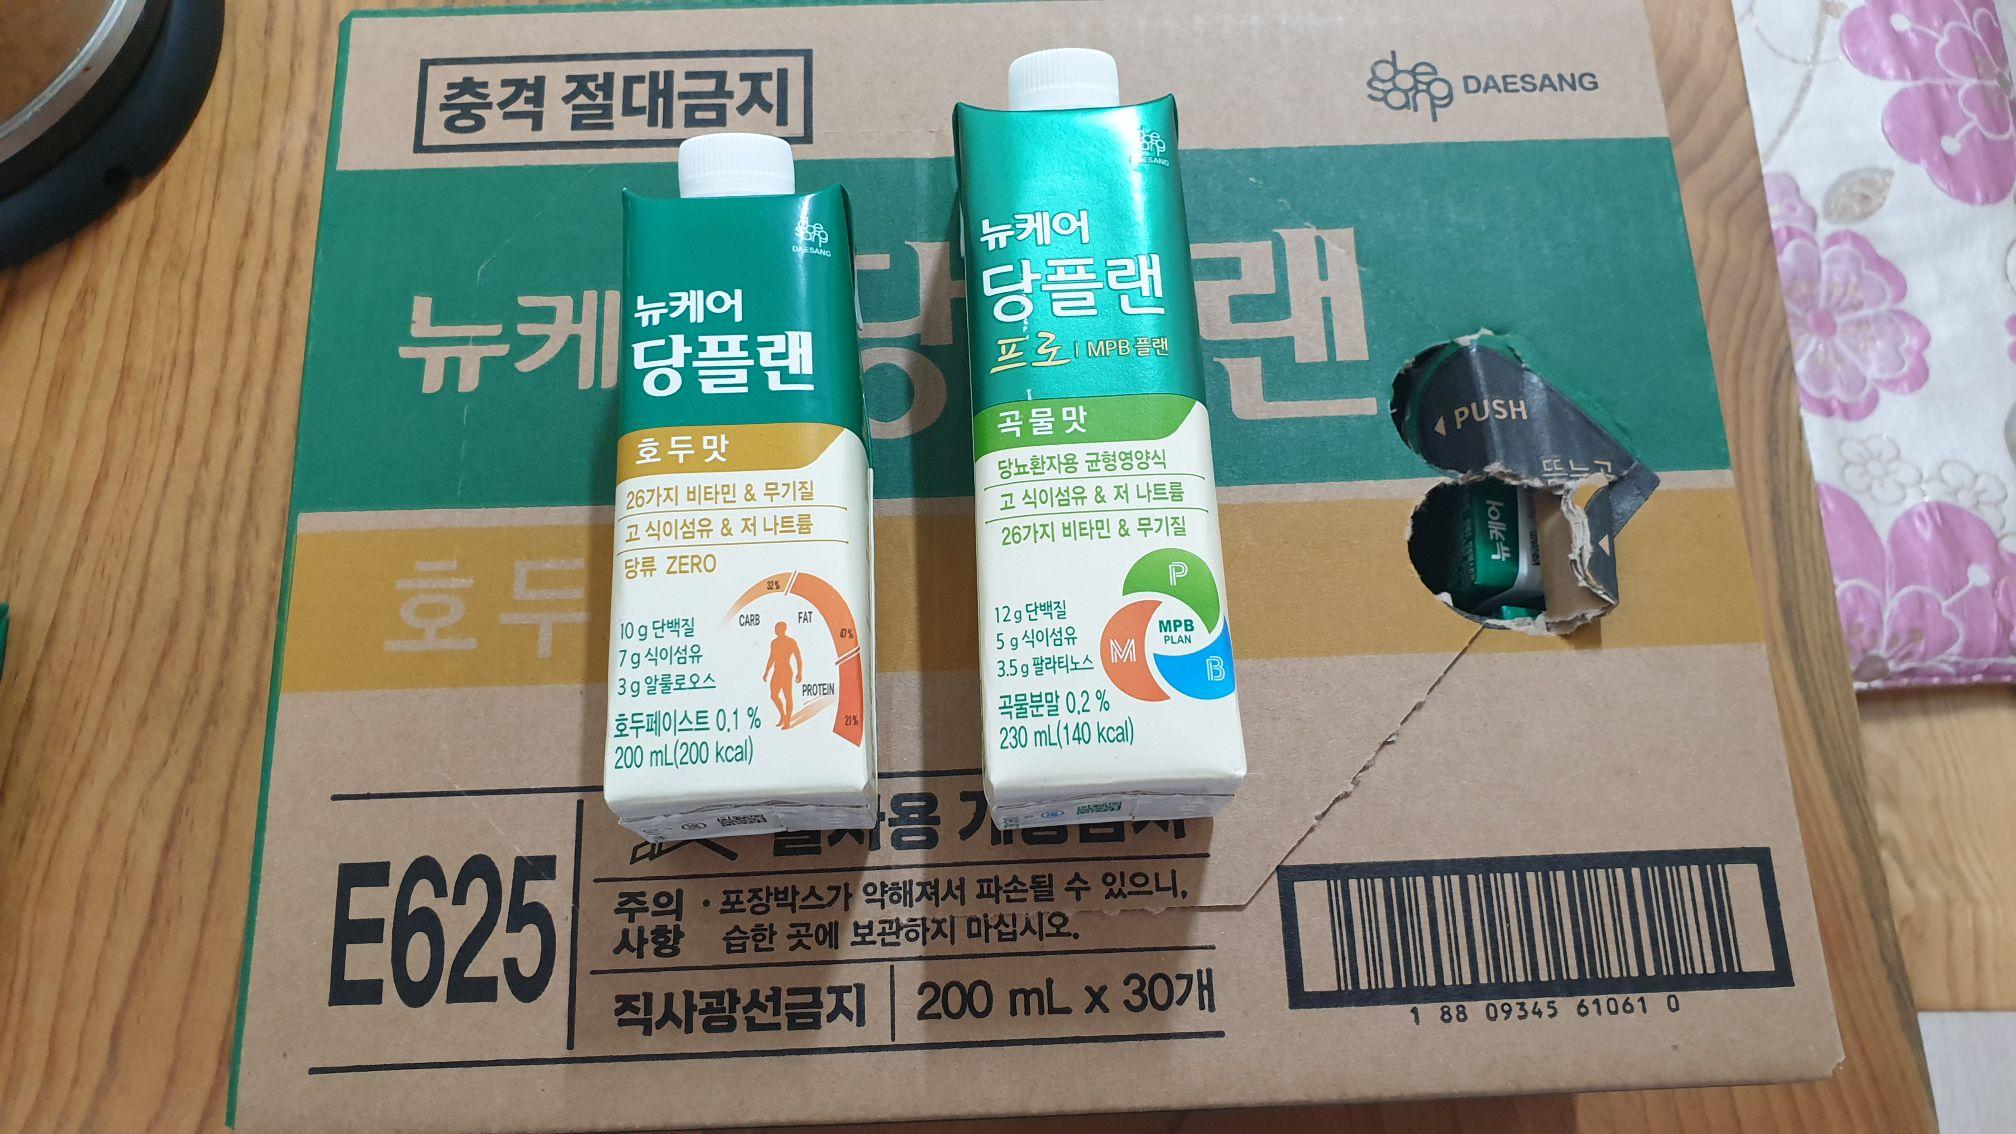 충격 절대금지
DAESANG
뉴케
랜
호두
PUSH
뉴케어
DAESANG
뉴케어
당플랜
호두맛
26가지 비타민 & 무기질
고 식이섬유 & 저 나트륨
당류 ZERO
10 g 단백질
7 g 식이섬유
3 g 알룰로오스
호두페이스트 0.1 %
200 mL(200 kcal)
32%
CARB
FAT
47%
PROTEIN
21%
DAESANG
뉴케어
당플랜
프로 | MPB 플랜
곡물맛
당뇨환자용 균형영양식
고 식이섬유 & 저 나트륨
26가지 비타민 & 무기질
12 g 단백질
5 g 식이섬유
3.5 g 팔라티노스
곡물분말 0.2 %
230 mL(140 kcal)
P
M
B
MPB
PLAN
E625
주의 · 포장박스가 약해져서 파손될 수 있으니,
사항 습한 곳에 보관하지 마십시오.
직사광선금지 200 mL x 30개
1 88 09345 61061 0